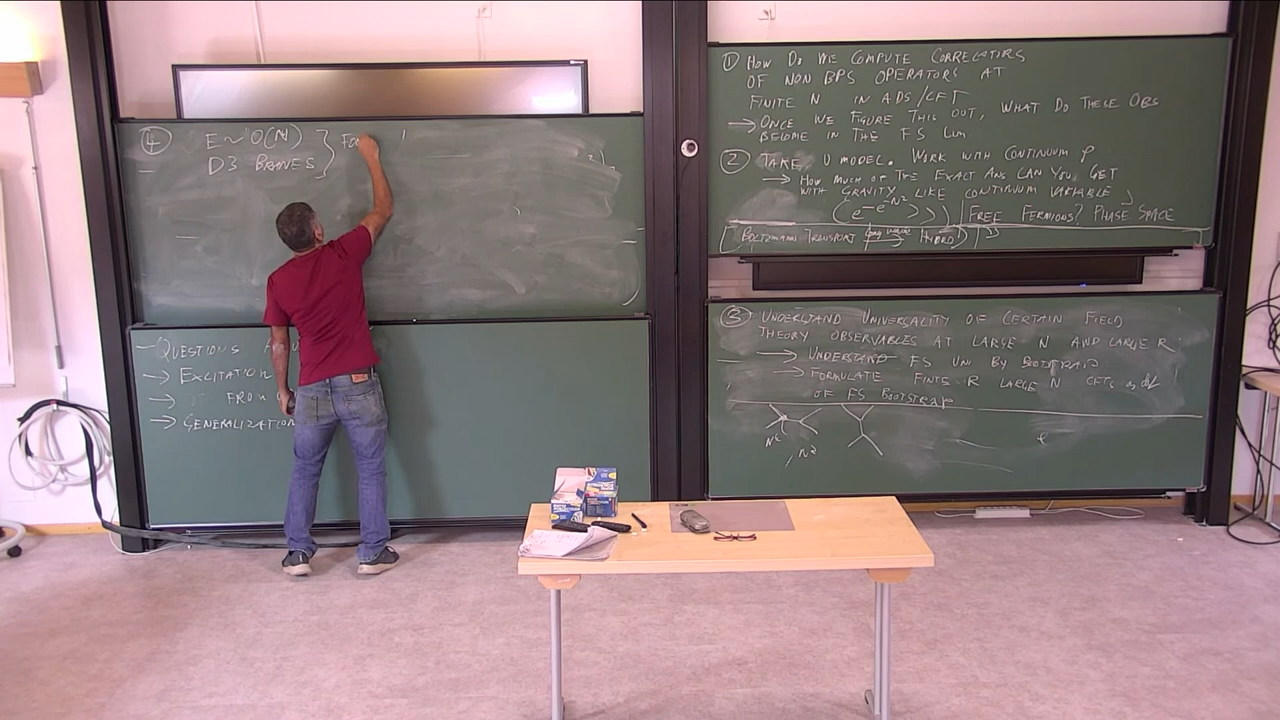 ④ E ~ O(N)
D3 BRANES } Fo
- QUESTIONS
→ EXCITATION
→ FROM
→ GENERALIZATION
① HOW DO WE COMPUTE CORRELATORS
OF NON BPS OPERATORS AT
FINITE N IN ADS/CFT
→ ONCE WE FIGURE THIS OUT, WHAT DO THESE OBS
BECOME IN THE FS LIM
② TAKE U MODEL. WORK WITH CONTINUUM ρ
→ HOW MUCH OF THE EXACT ANS CAN YOU GET
WITH GRAVITY LIKE CONTINUUM VARIABLE
(e^-e^-N²) FREE FERMIONS? PHASE SPACE
BOLTZMANN TRANSPORT → HYDRO
③ UNDERSTAND UNIVERSALITY OF CERTAIN FIELD
THEORY OBSERVABLES AT LARGE N AND LARGE R.
→ UNDERSTAND FS UNI BY BOOTSTRAP
→ FORMULATE FINITE R LARGE N CFTS as def
OF FS BOOTSTRAP
N²